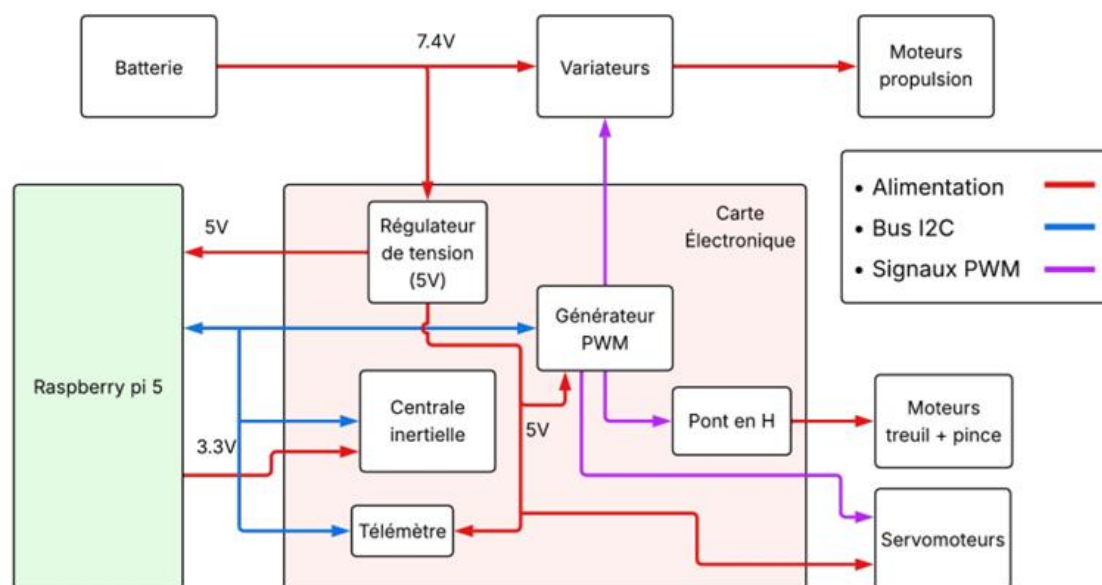 Batterie
7.4V
Variateurs
Moteurs
propulsion
5V
Régulateur
de tension
(5V)
Carte
Électronique
• Alimentation
• Bus I2C
• Signaux PWM
Générateur
PWM
Raspberry pi 5
3.3V
Centrale
inertielle
5V
Pont en H
Moteurs
treuil + pince
Télémètre
Servomoteurs